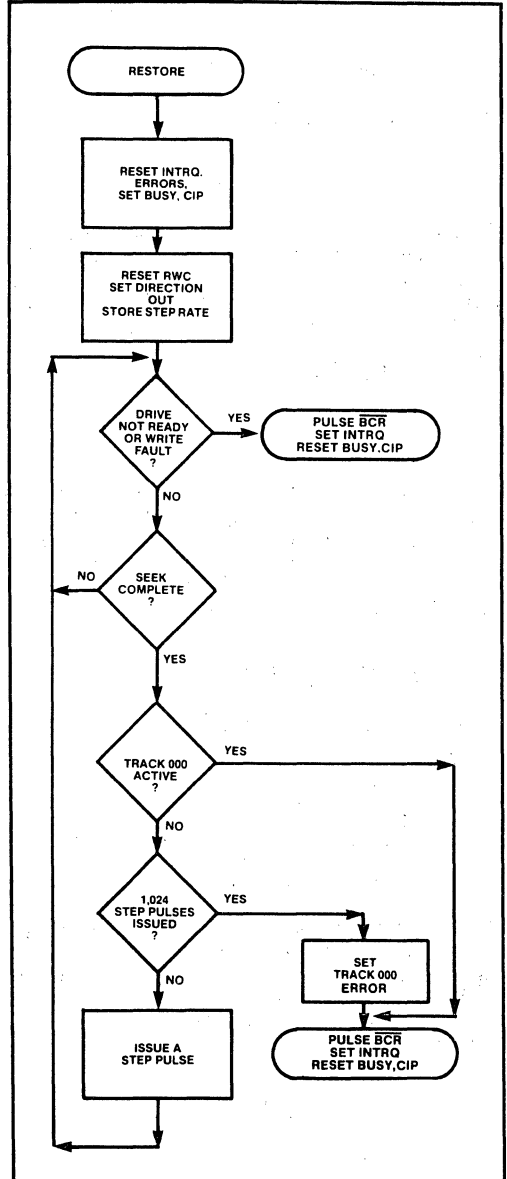 RESTORE
RESET INTRQ.
ERRORS,
SET BUSY, CIP
RESET RWC
SET DIRECTION
OUT
STORE STEP RATE
DRIVE
NOT READY
OR WRITE
FAULT
?
YES
PULSE BCR
SET INTRQ
RESET BUSY.CIP
NO
SEEK
COMPLETE
?
NO
YES
TRACK 000
ACTIVE
?
YES
NO
1,024
STEP PULSES
ISSUED
?
YES
SET
TRACK 000
ERROR
NO
ISSUE A
STEP PULSE
PULSE BCR
SET INTRQ
RESET BUSY,CIP